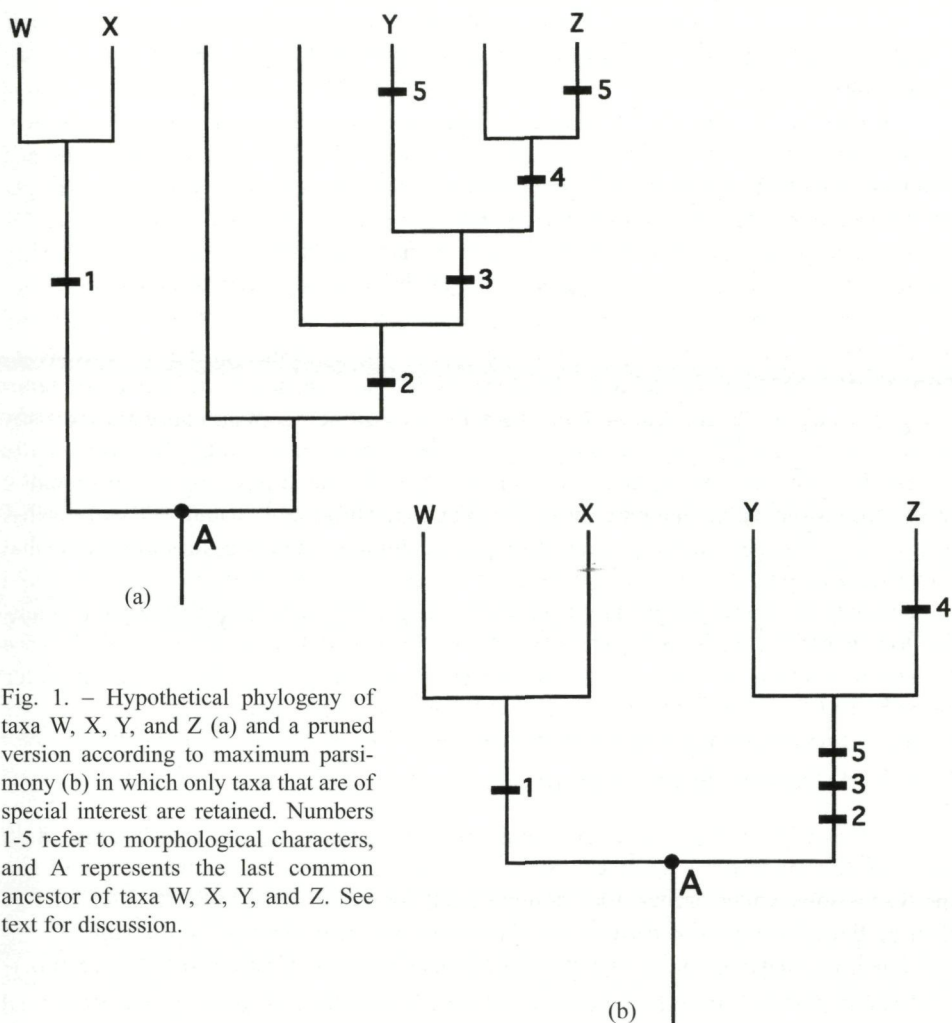 W X Y Z
5 5
4
1 3
2
A
(a)
W X Y Z
4
5
1 3
2
A
(b)
Fig. 1. – Hypothetical phylogeny of
taxa W, X, Y, and Z (a) and a pruned
version according to maximum parsi-
mony (b) in which only taxa that are of
special interest are retained. Numbers
1-5 refer to morphological characters,
and A represents the last common
ancestor of taxa W, X, Y, and Z. See
text for discussion.